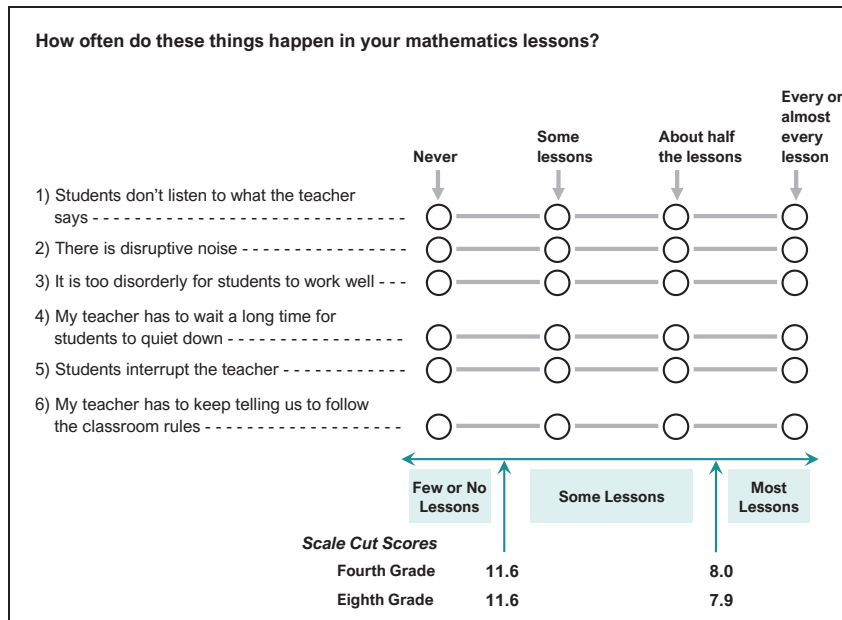 How often do these things happen in your mathematics lessons?
Never
Some
lessons
About half
the lessons
Every or
almost
every
lesson
1) Students don’t listen to what the teacher
says - - - - - - - - - - - - - - - - - - - - - - - - - - - - - - -
2) There is disruptive noise - - - - - - - - - - - - - - - -
3) It is too disorderly for students to work well - - -
4) My teacher has to wait a long time for
students to quiet down - - - - - - - - - - - - - - - - -
5) Students interrupt the teacher - - - - - - - - - - - -
6) My teacher has to keep telling us to follow
the classroom rules - - - - - - - - - - - - - - - - - - -
Few or No
Lessons
Some Lessons
Most
Lessons
Scale Cut Scores
Fourth Grade 11.6 8.0
Eighth Grade 11.6 7.9